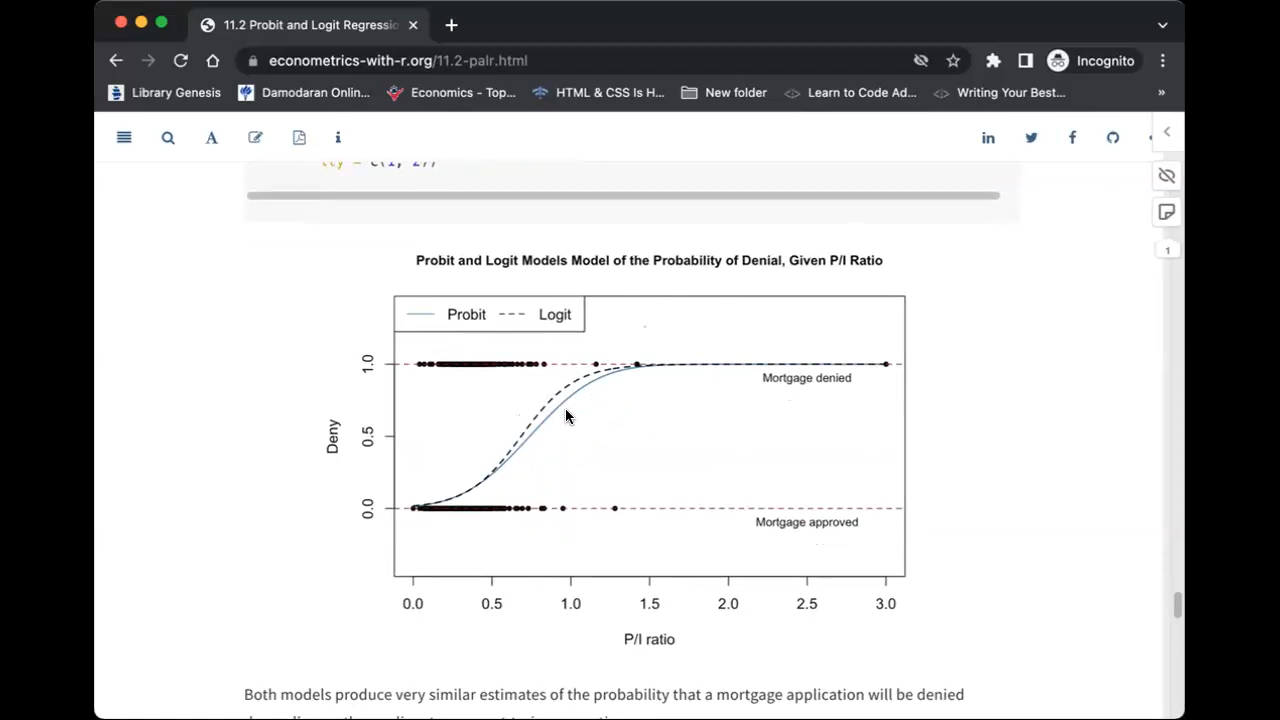 11.2 Probit and Logit Regressio
econometrics-with-r.org/11.2-palr.html
Incognito
Library Genesis
Damodaran Onlin...
Economics - Top...
HTML & CSS Is H...
New folder
Learn to Code Ad...
Writing Your Best...
»
1
Probit and Logit Models Model of the Probability of Denial, Given P/I Ratio
Probit Logit
1.0
Mortgage denied
Deny
0.5
0.0
Mortgage approved
0.0 0.5 1.0 1.5 2.0 2.5 3.0
P/I ratio
Both models produce very similar estimates of the probability that a mortgage application will be denied